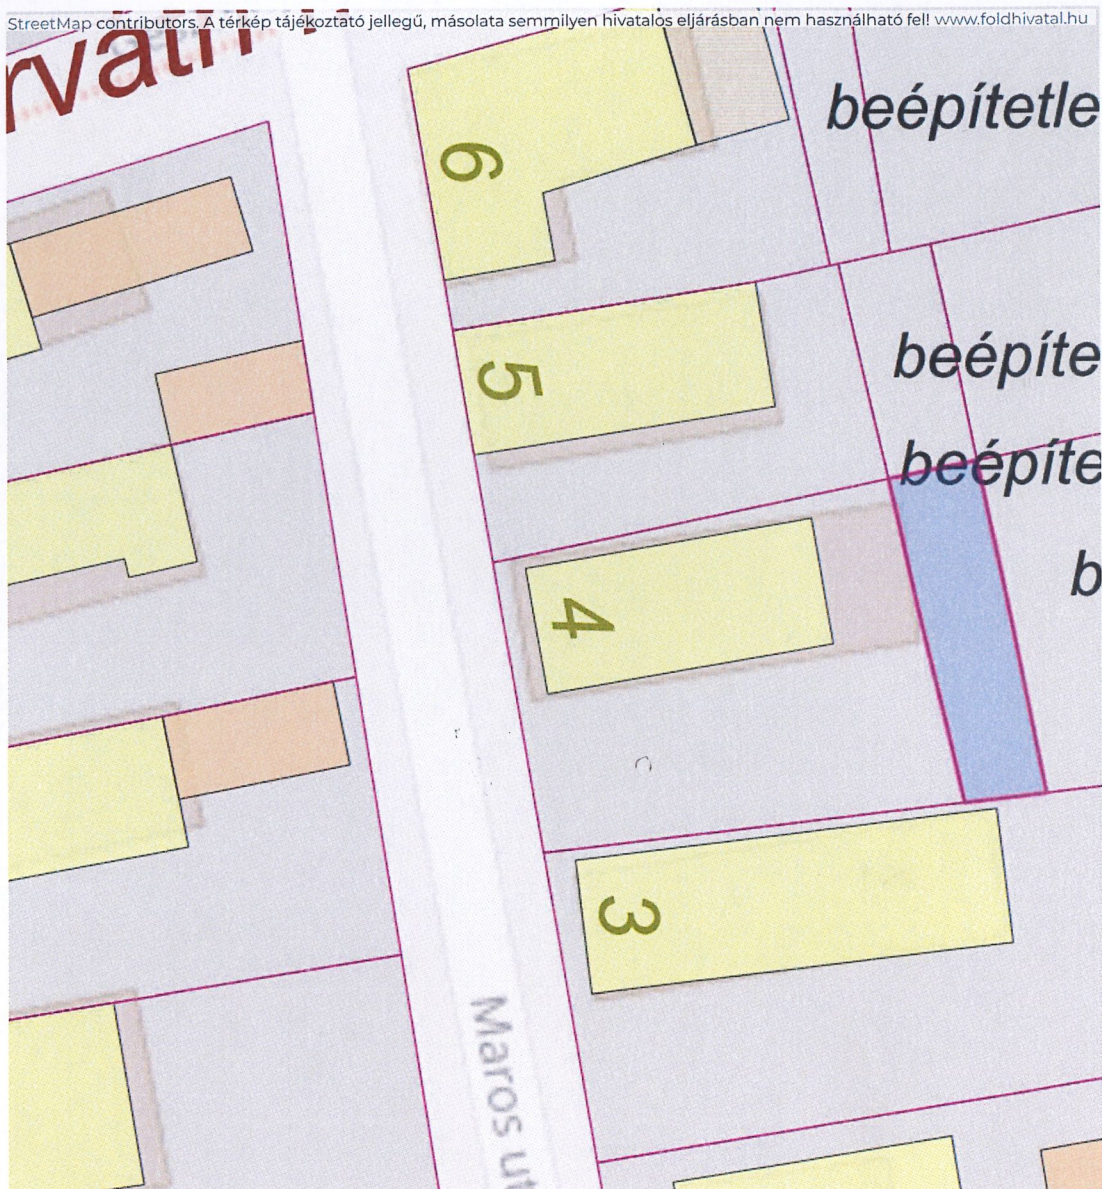 StreetMap contributors. A térkép tájékoztató jellegű, másolata semmilyen hivatalos eljárásban nem használható fel! www.foldhivatal.hu
rváth
6
beépítetle
5
beépíte
beépíte
4
b
3
Maros ut